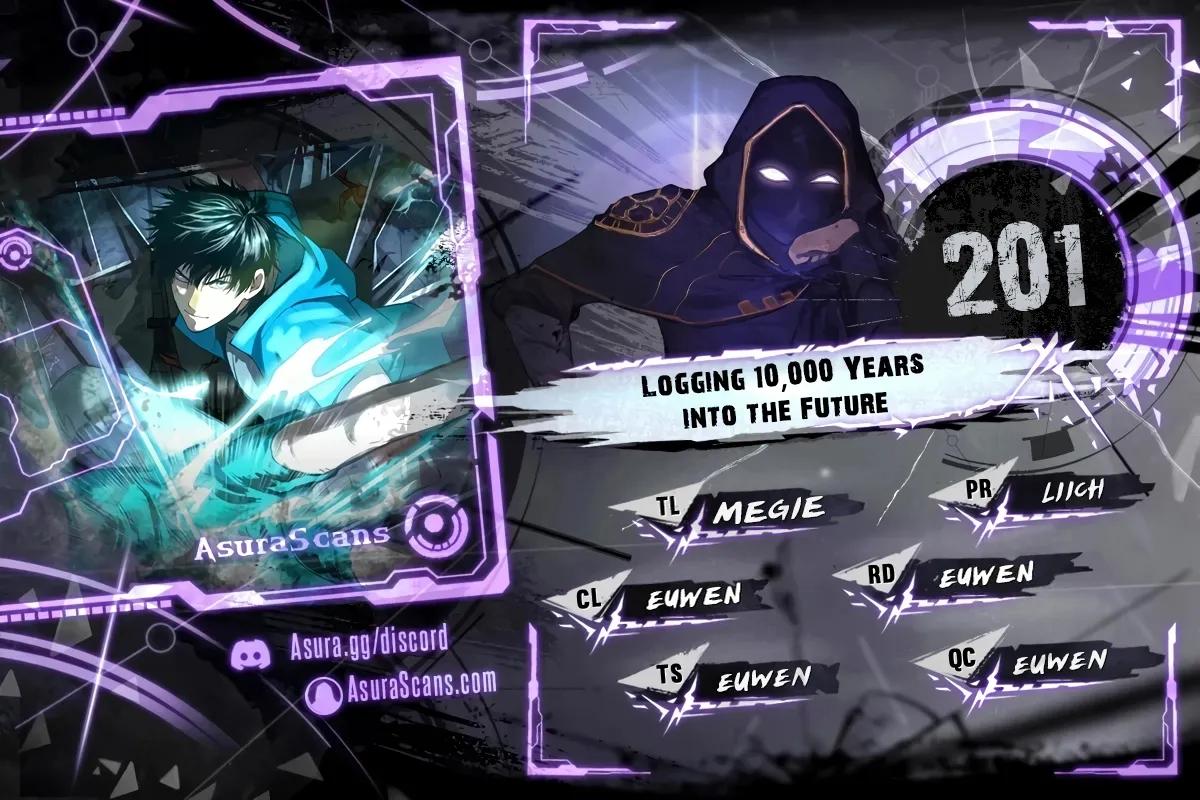 201
Logging 10,000 Years
into the Future
TL MEGIE
PR LIICH
CL EUWEN
RD EUWEN
TS EUWEN
QC EUWEN
AsuraScans
Asura.gg/discord
AsuraScans.com